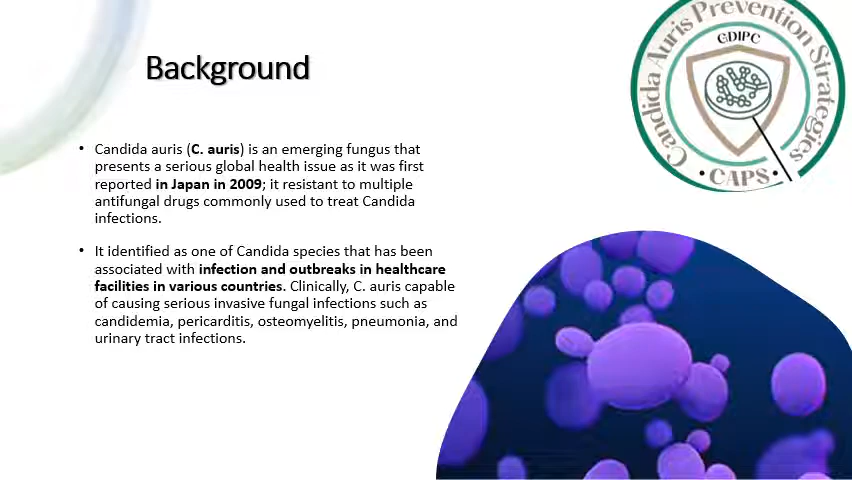 Background
Candida Auris Prevention Strategies
GDIPC
• CAPS •
• Candida auris (C. auris) is an emerging fungus that
presents a serious global health issue as it was first
reported in Japan in 2009; it resistant to multiple
antifungal drugs commonly used to treat Candida
infections.
• It identified as one of Candida species that has been
associated with infection and outbreaks in healthcare
facilities in various countries. Clinically, C. auris capable
of causing serious invasive fungal infections such as
candidemia, pericarditis, osteomyelitis, pneumonia, and
urinary tract infections.